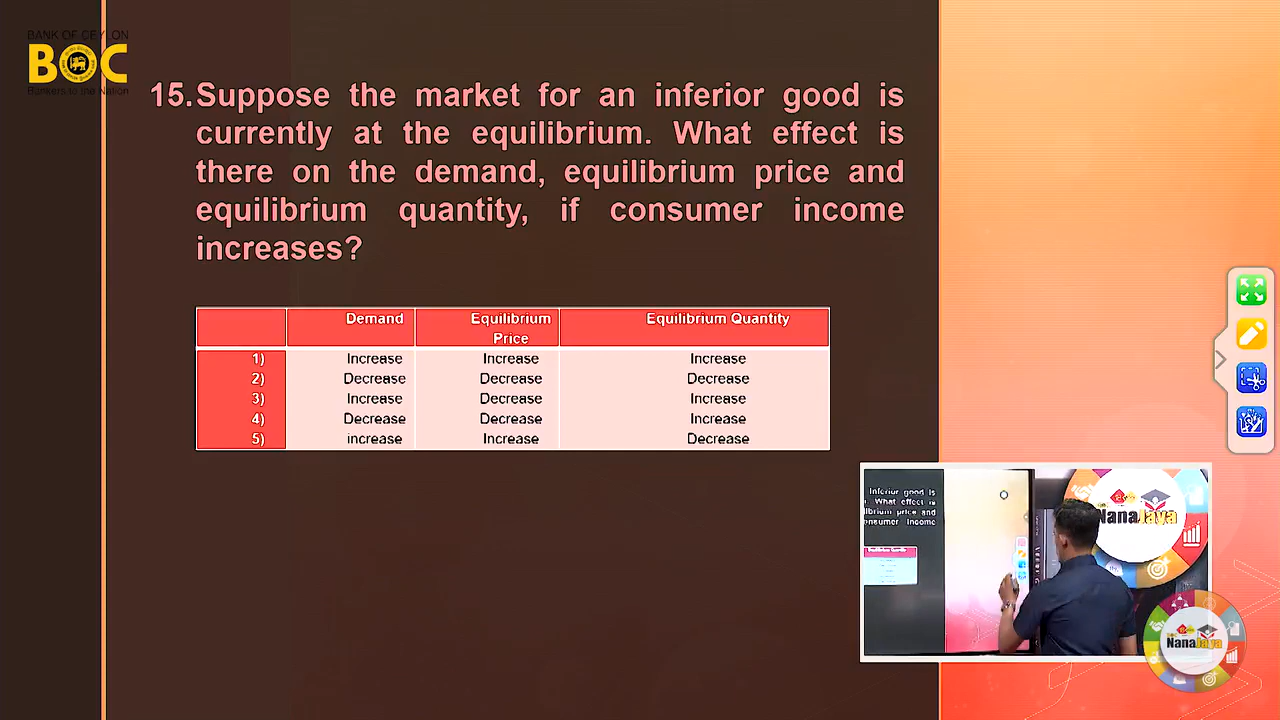 BANK OF CEYLON
BOC
Bankers to the Nation
15. Suppose the market for an inferior good is
currently at the equilibrium. What effect is
there on the demand, equilibrium price and
equilibrium quantity, if consumer income
increases?
Demand Equilibrium Price Equilibrium Quantity
1) Increase Increase Increase
2) Decrease Decrease Decrease
3) Increase Decrease Increase
4) Decrease Decrease Increase
5) increase Increase Decrease
Inferior good is
. What effect is
librium price and
onsumer income
NanaJaya
NanaJaya